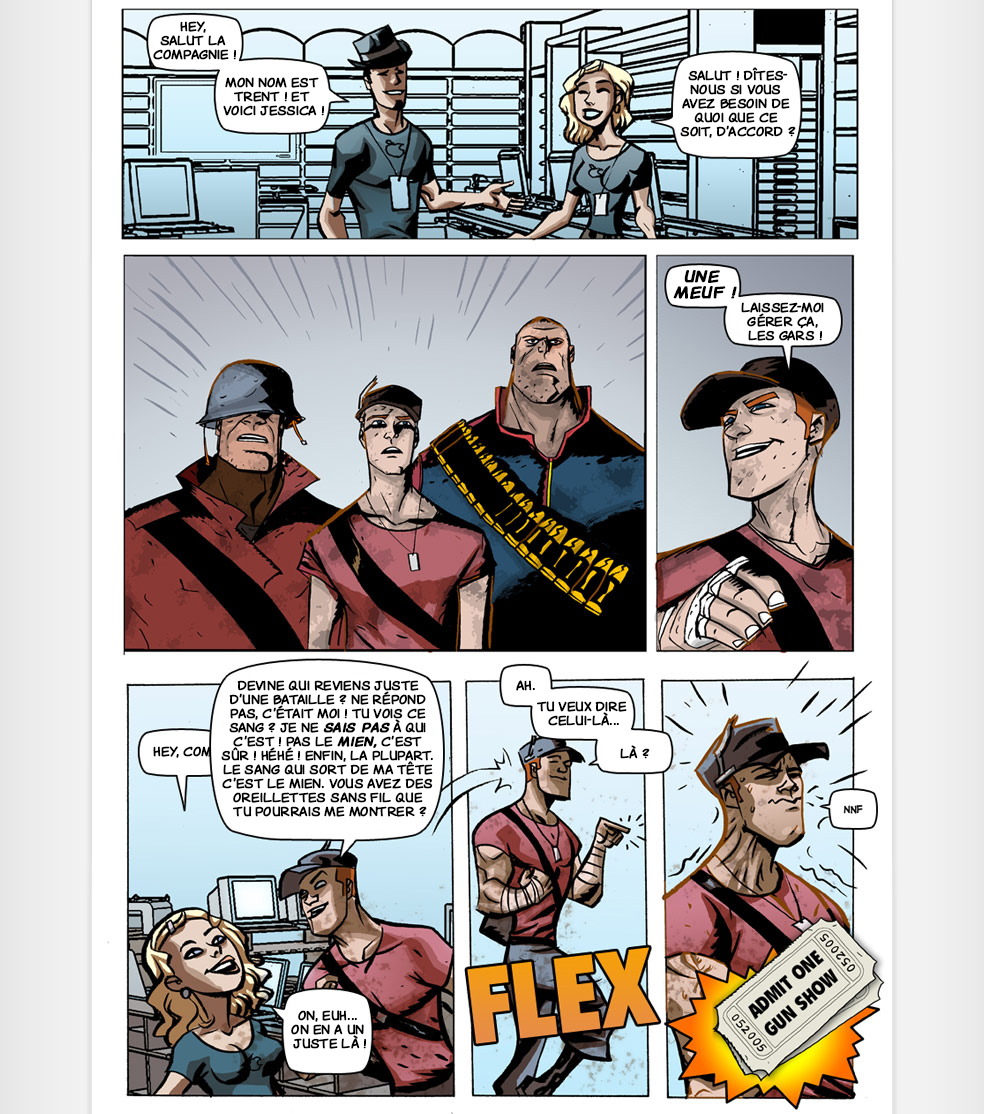 HEY,
SALUT LA
COMPAGNIE !
MON NOM EST
TRENT ! ET
VOICI JESSICA !
SALUT ! DÎTES-
NOUS SI VOUS
AVEZ BESOIN DE
QUOI QUE CE
SOIT, D'ACCORD ?
UNE
MEUF !
LAISSEZ-MOI
GÉRER ÇA,
LES GARS !
HEY, COM
DEVINE QUI REVIENS JUSTE
D'UNE BATAILLE ? NE RÉPOND
PAS, C'ÉTAIT MOI ! TU VOIS CE
SANG ? JE NE SAIS PAS À QUI
C'EST ! PAS LE MIEN, C'EST
SÛR ! HÉHÉ ! ENFIN, LA PLUPART.
LE SANG QUI SORT DE MA TÊTE
C'EST LE MIEN. VOUS AVEZ DES
OREILLETTES SANS FIL QUE
TU POURRAIS ME MONTRER ?
ON, EUH...
ON EN A UN
JUSTE LÀ !
AH.
TU VEUX DIRE
CELUI-LÀ...
LÀ ?
FLEX
NNF
052005
ADMIT ONE
GUN SHOW
052005